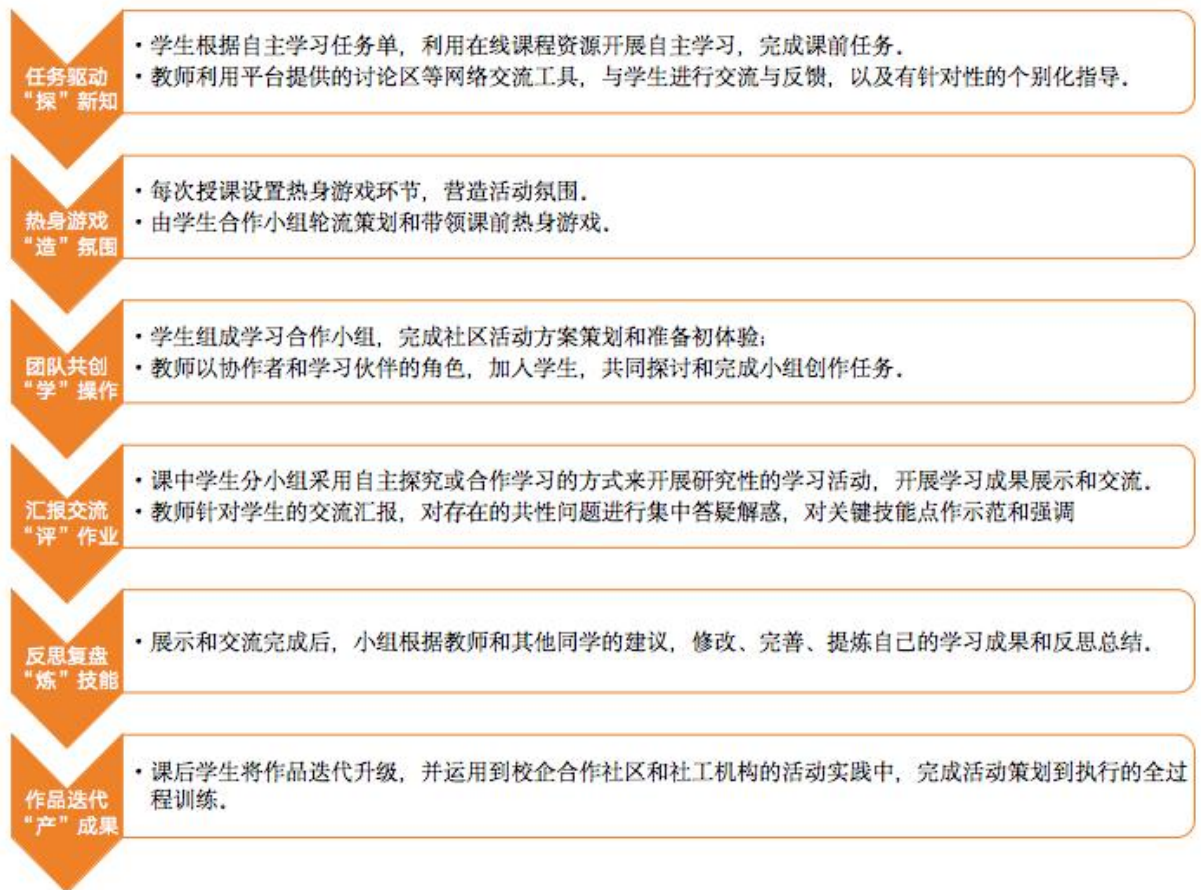 任务驱动
“探”新知
• 学生根据自主学习任务单，利用在线课程资源开展自主学习，完成课前任务．
• 教师利用平台提供的讨论区等网络交流工具，与学生进行交流与反馈，以及有针对性的个别化指导．
热身游戏
“造”氛围
• 每次授课设置热身游戏环节，营造活动氛围．
• 由学生合作小组轮流策划和带领课前热身游戏．
团队共创
“学”操作
• 学生组成学习合作小组，完成社区活动方案策划和准备初体验；
• 教师以协作者和学习伙伴的角色，加入学生，共同探讨和完成小组创作任务．
汇报交流
“评”作业
• 课中学生分小组采用自主探究或合作学习的方式来开展研究性的学习活动，开展学习成果展示和交流．
• 教师针对学生的交流汇报，对存在的共性问题进行集中答疑解惑，对关键技能点作示范和强调
反思复盘
“炼”技能
• 展示和交流完成后，小组根据教师和其他同学的建议，修改、完善、提炼自己的学习成果和反思总结．
作品迭代
“产”成果
• 课后学生将作品迭代升级，并运用到校企合作社区和社工机构的活动实践中，完成活动策划到执行的全过
程训练．